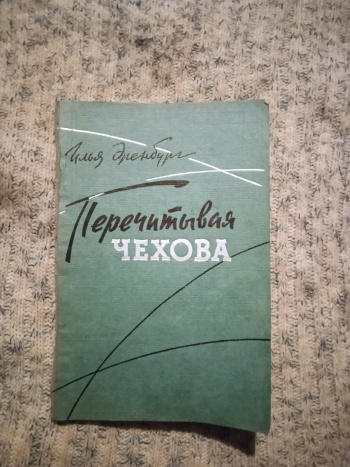 Илья Эренбург
Перечитывая
ЧЕХОВА